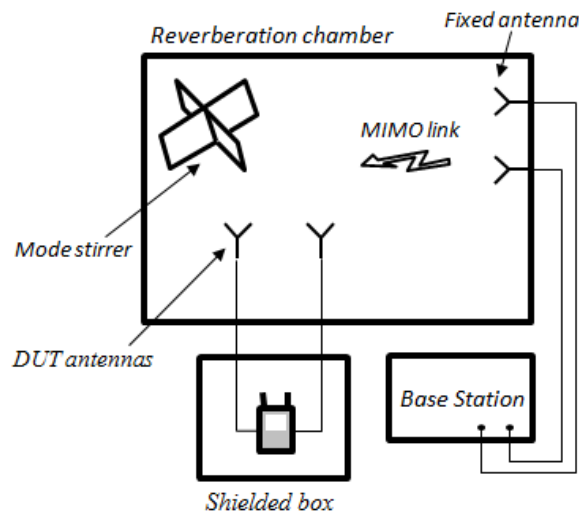 Fixed antenna
Reverberation chamber
MIMO link
Mode stirrer
DUT antennas
Base Station
Shielded box